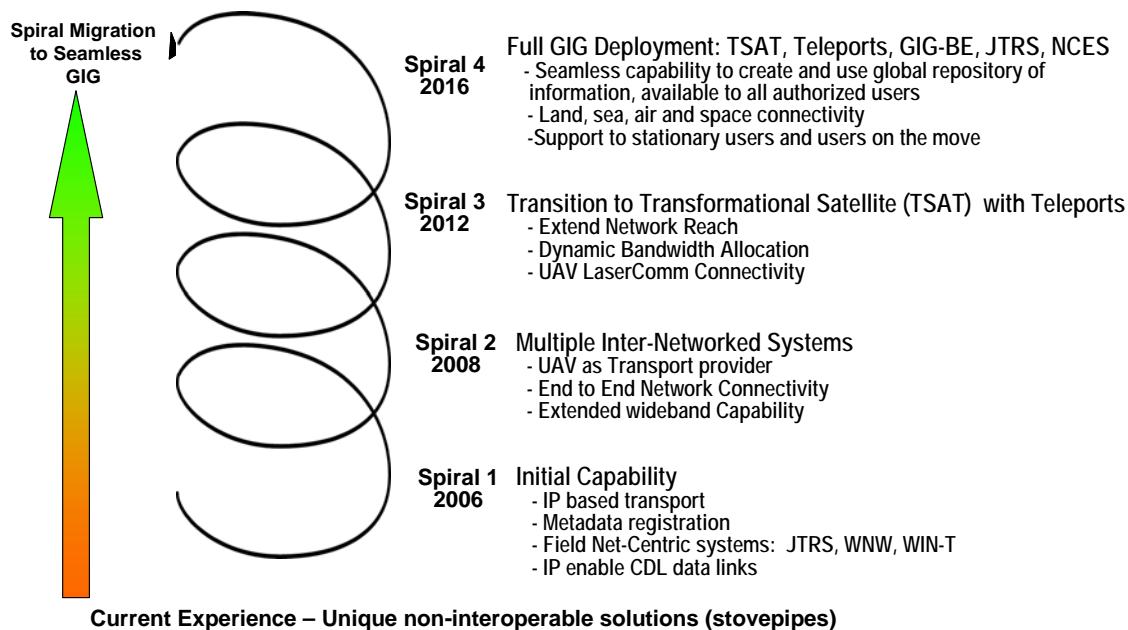 Spiral Migration
to Seamless
GIG
Spiral 4
2016
Full GIG Deployment: TSAT, Teleports, GIG-BE, JTRS, NCES
- Seamless capability to create and use global repository of
information, available to all authorized users
- Land, sea, air and space connectivity
-Support to stationary users and users on the move
Spiral 3
2012
Transition to Transformational Satellite (TSAT) with Teleports
- Extend Network Reach
- Dynamic Bandwidth Allocation
- UAV LaserComm Connectivity
Spiral 2
2008
Multiple Inter-Networked Systems
- UAV as Transport provider
- End to End Network Connectivity
- Extended wideband Capability
Spiral 1
2006
Initial Capability
- IP based transport
- Metadata registration
- Field Net-Centric systems: JTRS, WNW, WIN-T
- IP enable CDL data links
Current Experience – Unique non-interoperable solutions (stovepipes)